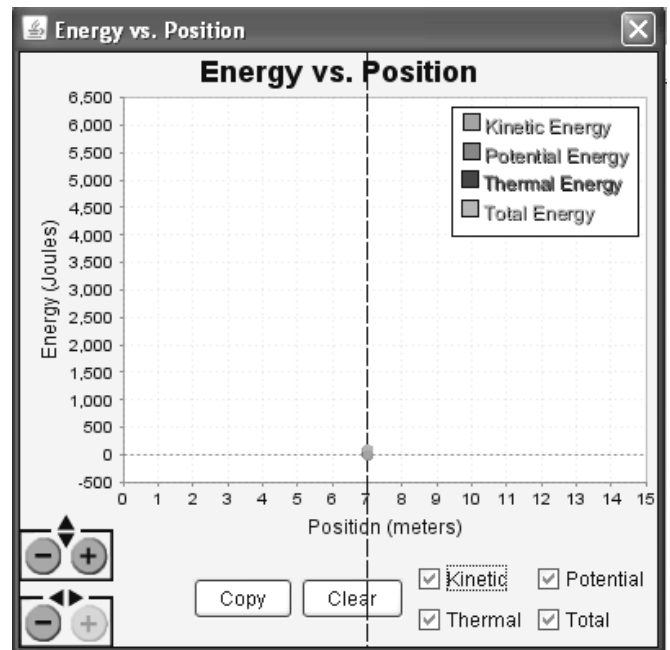 Energy vs. Position
Energy vs. Position
6,500
6,000
5,500
5,000
4,500
4,000
3,500
3,000
2,500
2,000
1,500
1,000
500
0
-500
Energy (Joules)
Kinetic Energy
Potential Energy
Thermal Energy
Total Energy
0 1 2 3 4 5 6 7 8 9 10 11 12 13 14 15
Position (meters)
Copy Clear
Kinetic Potential
Thermal Total